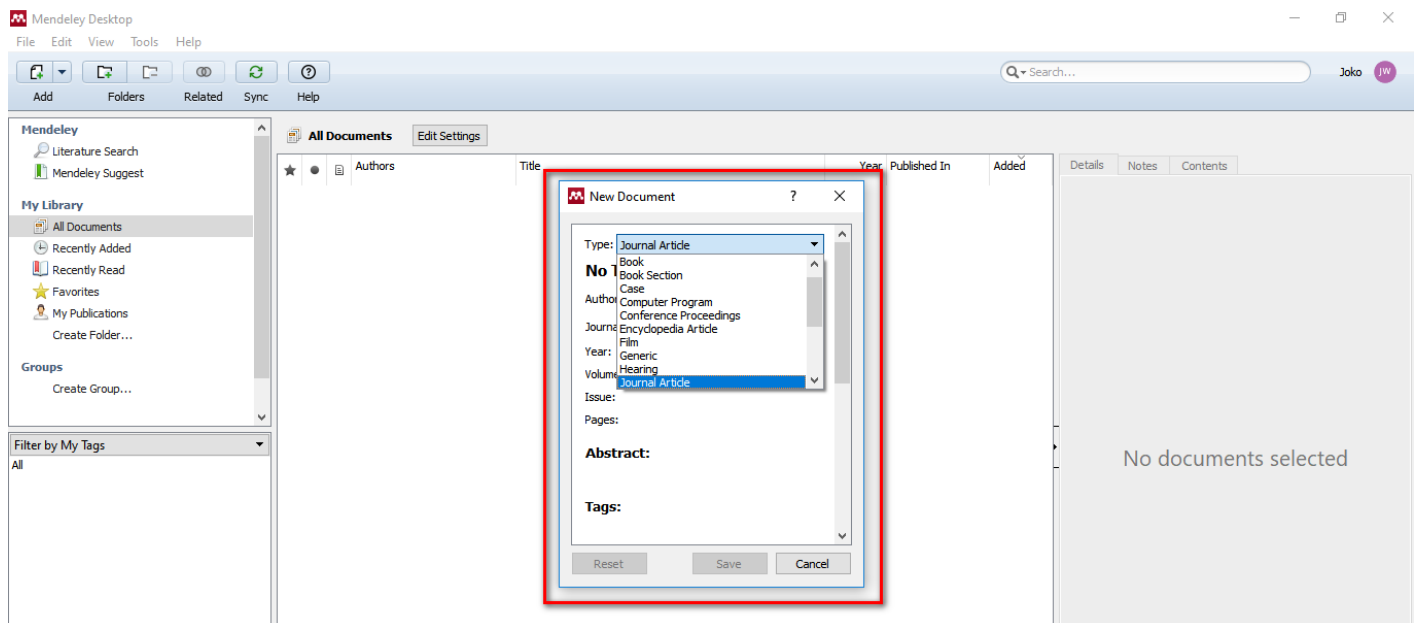 Mendeley Desktop
File Edit View Tools Help
Search...
Joko JW
Add Folders Related Sync Help
Mendeley
Literature Search
Mendeley Suggest
My Library
All Documents
Recently Added
Recently Read
Favorites
My Publications
Create Folder...
Groups
Create Group...
Filter by My Tags
All
All Documents Edit Settings
Authors Title Year Published In Added
New Document ? 
Type: Journal Article
Book
Book Section
Case
Computer Program
Conference Proceedings
Encyclopedia Article
Film
Generic
Hearing
Journal Article
No T
Author
Journa
Year:
Volume
Issue:
Pages:
Abstract:
Tags:
Reset Save Cancel
Details Notes Contents
No documents selected